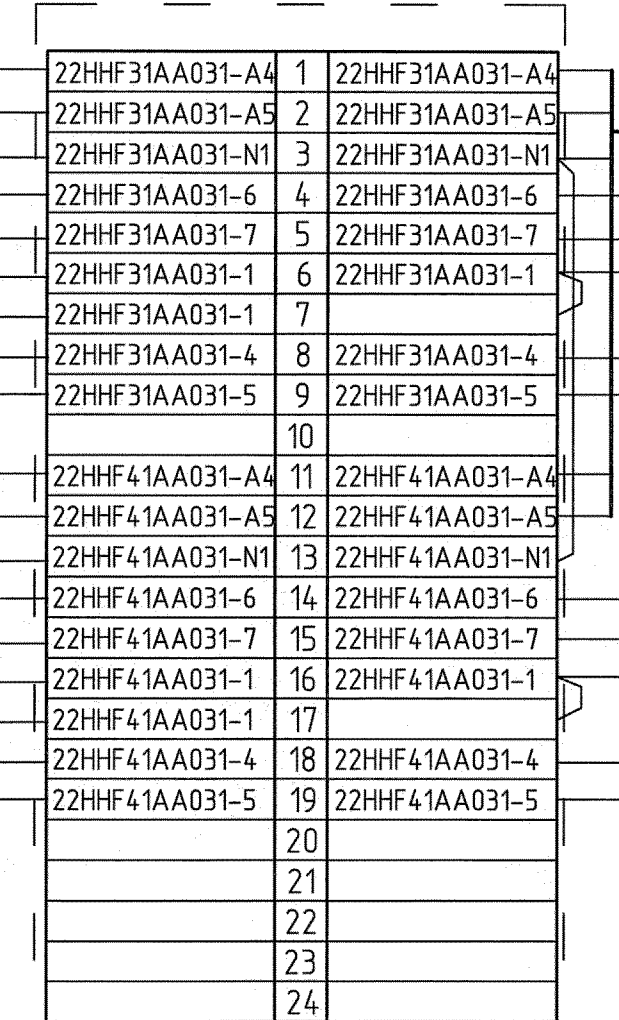 22HHF31AA031-A4 1 22HHF31AA031-A4
22HHF31AA031-A5 2 22HHF31AA031-A5
22HHF31AA031-N1 3 22HHF31AA031-N1
22HHF31AA031-6 4 22HHF31AA031-6
22HHF31AA031-7 5 22HHF31AA031-7
22HHF31AA031-1 6 22HHF31AA031-1
22HHF31AA031-1 7
22HHF31AA031-4 8 22HHF31AA031-4
22HHF31AA031-5 9 22HHF31AA031-5
10
22HHF41AA031-A4 11 22HHF41AA031-A4
22HHF41AA031-A5 12 22HHF41AA031-A5
22HHF41AA031-N1 13 22HHF41AA031-N1
22HHF41AA031-6 14 22HHF41AA031-6
22HHF41AA031-7 15 22HHF41AA031-7
22HHF41AA031-1 16 22HHF41AA031-1
22HHF41AA031-1 17
22HHF41AA031-4 18 22HHF41AA031-4
22HHF41AA031-5 19 22HHF41AA031-5
20
21
22
23
24